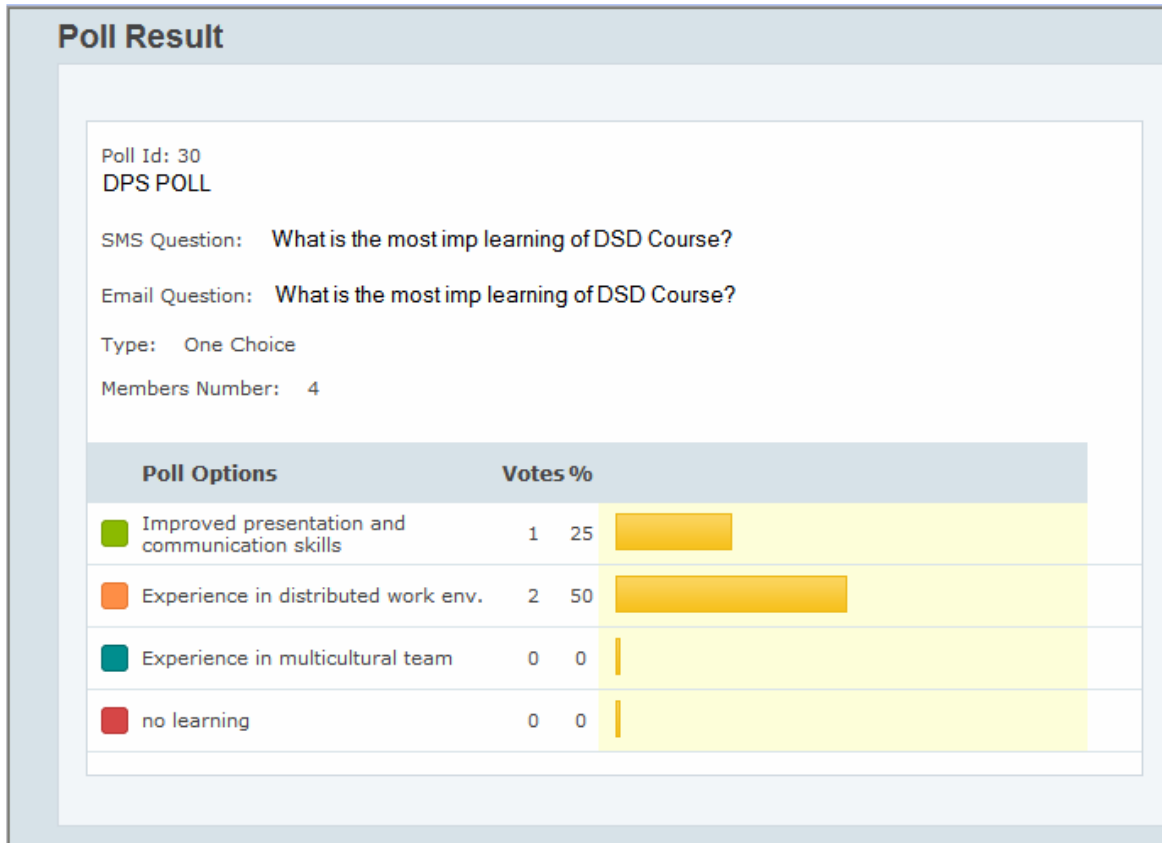 Poll Result
Poll Id: 30
DPS POLL
SMS Question: What is the most imp learning of DSD Course?
Email Question: What is the most imp learning of DSD Course?
Type: One Choice
Members Number: 4
Poll Options Votes %
Improved presentation and
communication skills 1 25
Experience in distributed work env. 2 50
Experience in multicultural team 0 0
no learning 0 0